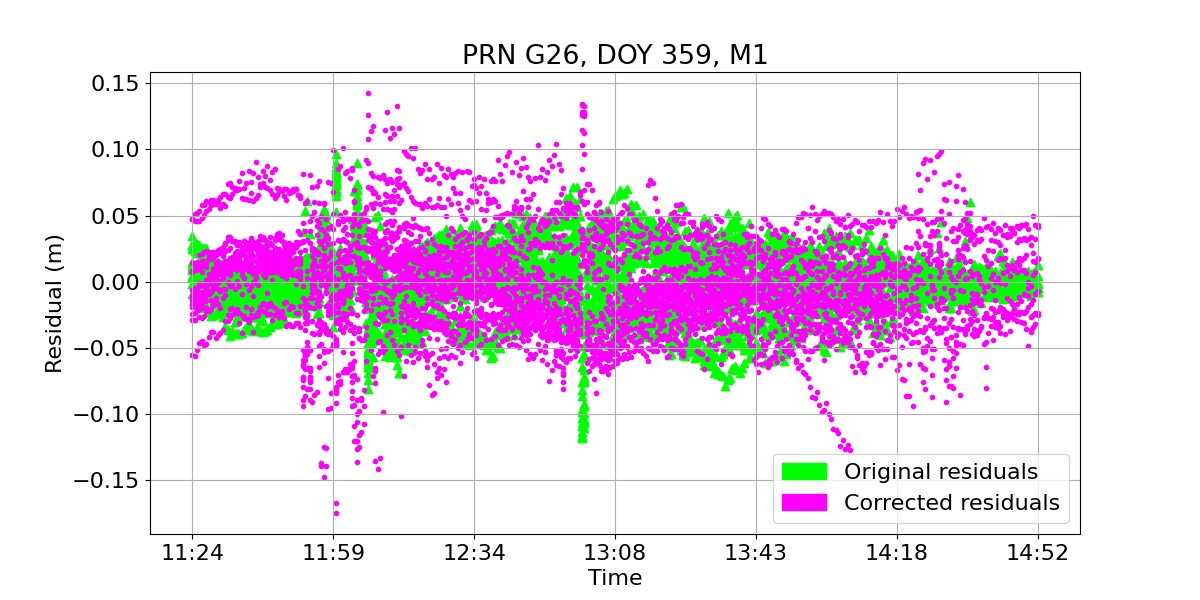 PRN G26, DOY 359, M1
Residual (m)
0.15
0.10
0.05
0.00
−0.05
−0.10
−0.15
Original residuals
Corrected residuals
11:24 11:59 12:34 13:08 13:43 14:18 14:52
Time